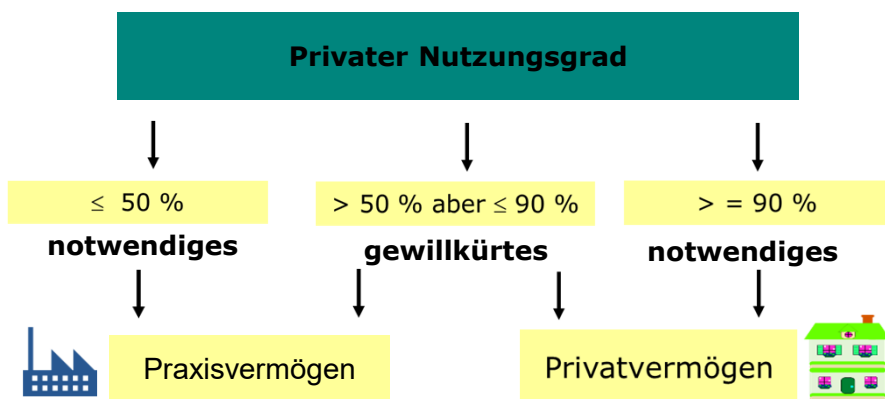 Privater Nutzungsgrad
≤ 50 %
> 50 % aber ≤ 90 %
> = 90 %
notwendiges
gewillkürtes
notwendiges
Praxisvermögen
Privatvermögen